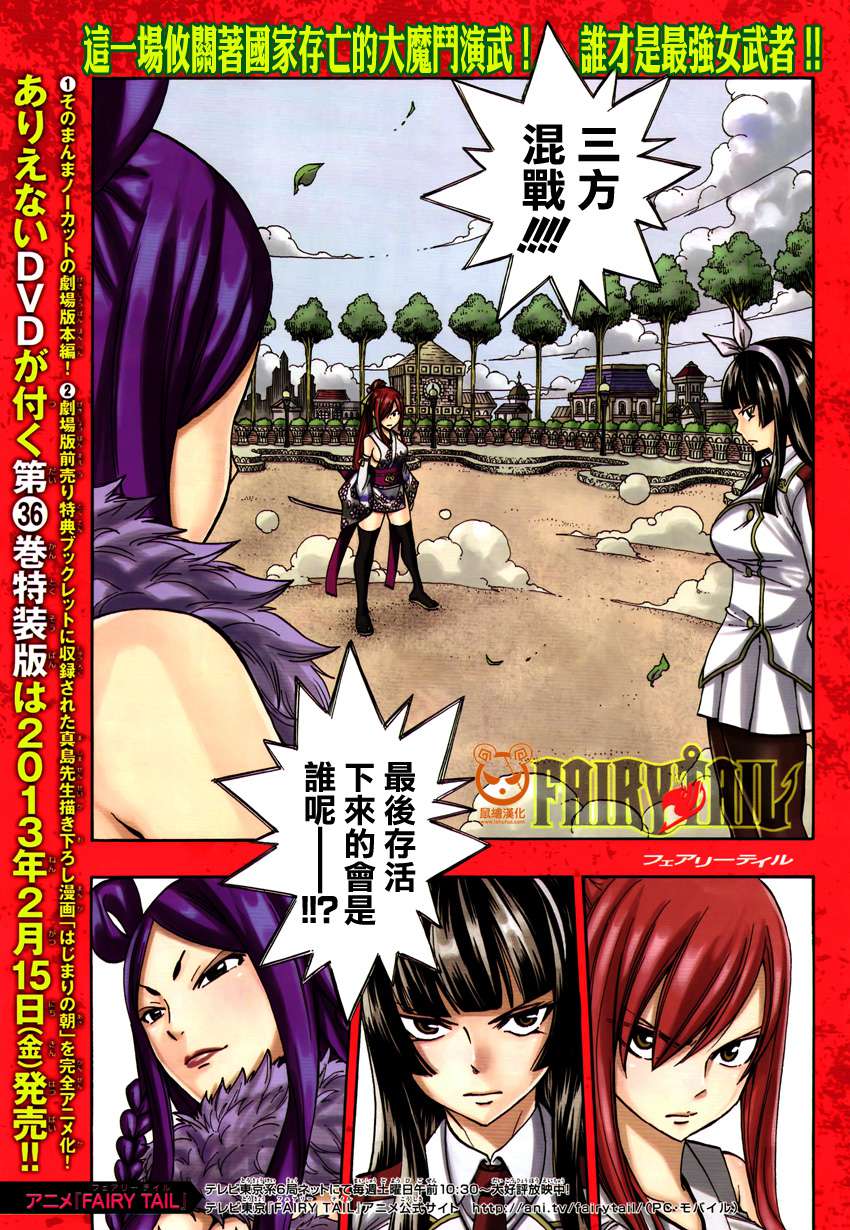 這一場攸關著國家存亡的大魔鬥演武! 誰才是最強女武者!!
三方
混戰!!!!
最後存活
下來的會是
誰呢——!!?
鼠繪漢化
FAIRY TAIL
フェアリーテイル
❶そのまんまノーカットの劇場版本編! ❷劇場版前売り特典ブックレットに収録された真島先生描き下ろし漫画「はじまりの朝」を完全アニメ化!
ありえないDVDが付く第㊱巻特装版は2013年2月15日(金)発売!!
アニメ『FAIRY TAIL』
テレビ東京系6局ネットにて毎週土曜日午前10:30~大好評放映中!
テレビ東京『FAIRY TAIL』アニメ公式サイト http://ani.tv/fairytail/(PC・モバイル)